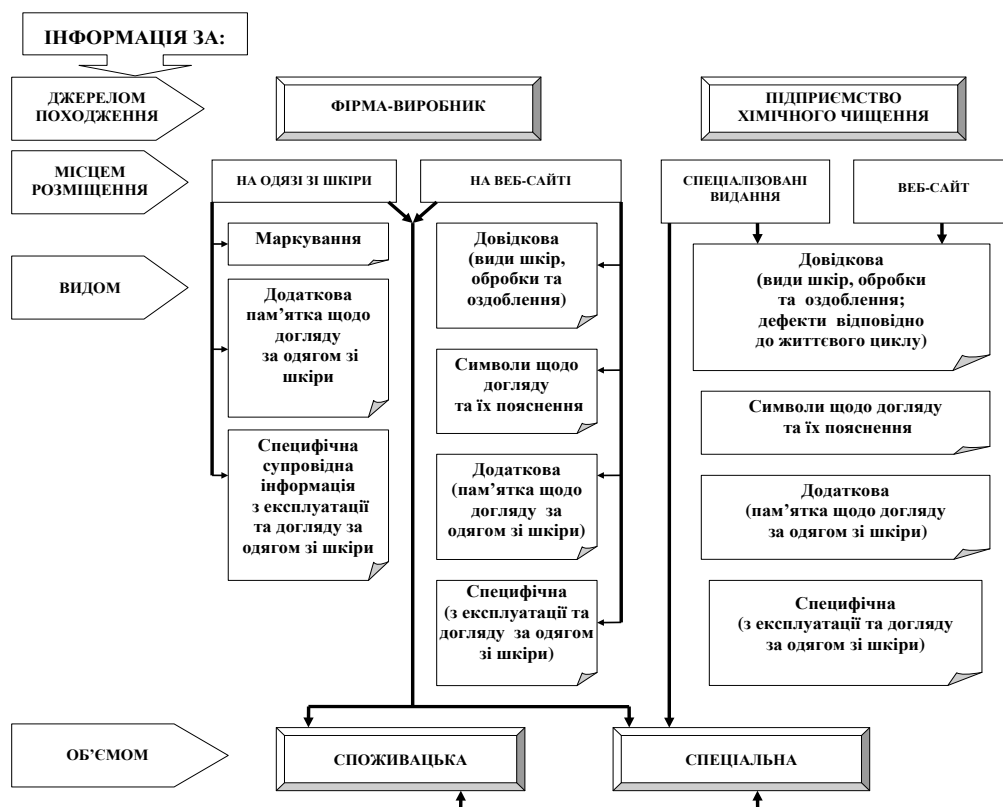 ІНФОРМАЦІЯ ЗА:
ДЖЕРЕЛОМ
ПОХОДЖЕННЯ
ФІРМА-ВИРОБНИК
ПІДПРИЄМСТВО
ХІМІЧНОГО ЧИЩЕННЯ
МІСЦЕМ
РОЗМІЩЕННЯ
НА ОДЯЗІ ЗІ ШКІРИ
НА ВЕБ-САЙТІ
СПЕЦІАЛІЗОВАНІ
ВИДАННЯ
ВЕБ-САЙТ
ВИДОМ
Маркування
Додаткова
пам’ятка щодо
догляду
за одягом зі
шкіри
Специфічна
супровідна
інформація
з експлуатації
та догляду за
одягом зі шкіри
Довідкова
(види шкір,
обробки та
оздоблення)
Символи щодо
догляду
та їх пояснення
Додаткова
(пам’ятка щодо
догляду за
одягом зі шкіри)
Специфічна
(з експлуатації та
догляду за одягом
зі шкіри)
Довідкова
(види шкір, обробки
та оздоблення;
дефекти відповідно
до життєвого циклу)
Символи щодо догляду
та їх пояснення
Додаткова
(пам’ятка щодо догляду
за одягом зі шкіри)
Специфічна
(з експлуатації та догляду
за одягом зі шкіри)
ОБ’ЄМОМ
СПОЖИВАЦЬКА
СПЕЦІАЛЬНА